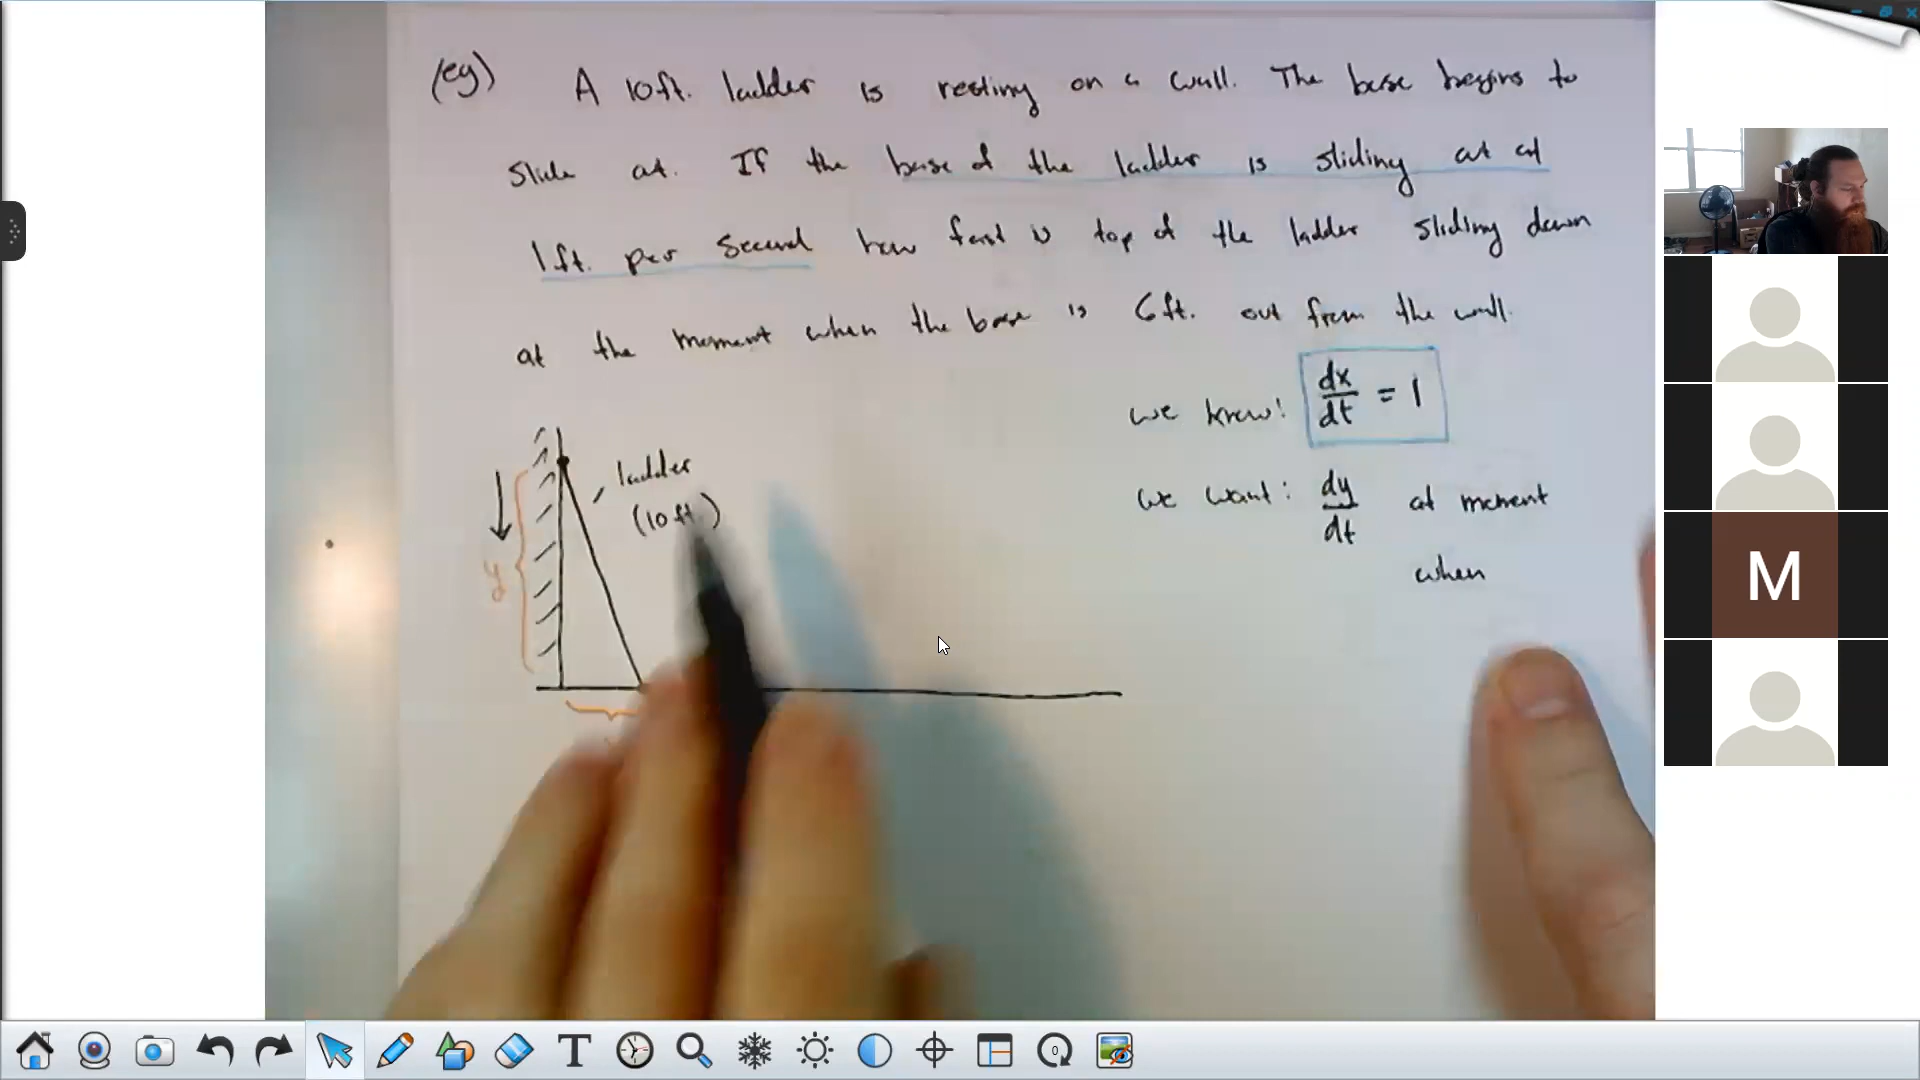 (eg) A 10ft. ladder is resting on a wall. The base begins to
slide out. If the base of the ladder is sliding out at
1ft. per second how fast is top of the ladder sliding down
at the moment when the base is 6ft. out from the wall.
we know: dx/dt = 1
ladder
(10ft.)
we want: dy/dt at moment
when
y
M
T
0